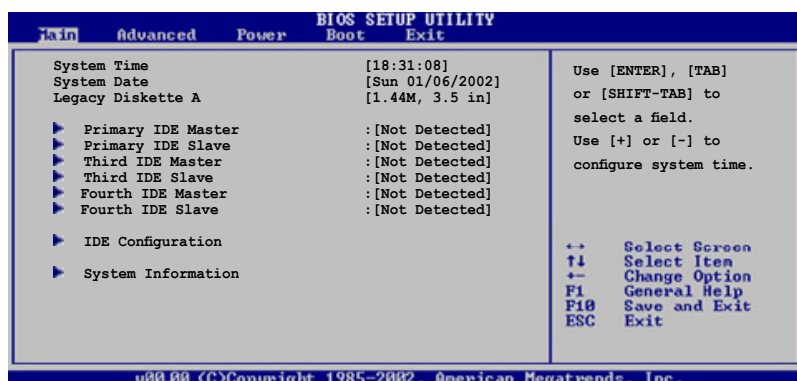 BIOS SETUP UTILITY
Main Advanced Power Boot Exit
System Time [18:31:08]
System Date [Sun 01/06/2002]
Legacy Diskette A [1.44M, 3.5 in]
Primary IDE Master :[Not Detected]
Primary IDE Slave :[Not Detected]
Third IDE Master :[Not Detected]
Third IDE Slave :[Not Detected]
Fourth IDE Master :[Not Detected]
Fourth IDE Slave :[Not Detected]
IDE Configuration
System Information
Use [ENTER], [TAB]
or [SHIFT-TAB] to
select a field.
Use [+] or [-] to
configure system time.
↔ Select Screen
↑↓ Select Item
+- Change Option
F1 General Help
F10 Save and Exit
ESC Exit
v00.00 (C)Copyright 1985-2002, American Megatrends, Inc.